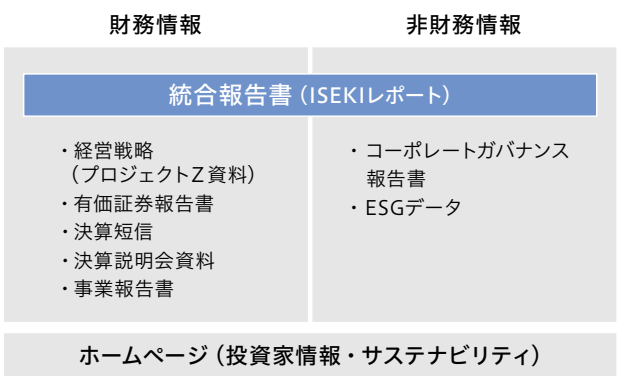 財務情報
非財務情報
統合報告書（ISEKIレポート）
・経営戦略
（プロジェクトZ資料）
・有価証券報告書
・決算短信
・決算説明会資料
・事業報告書
・コーポレートガバナンス
報告書
・ESGデータ
ホームページ（投資家情報・サステナビリティ）